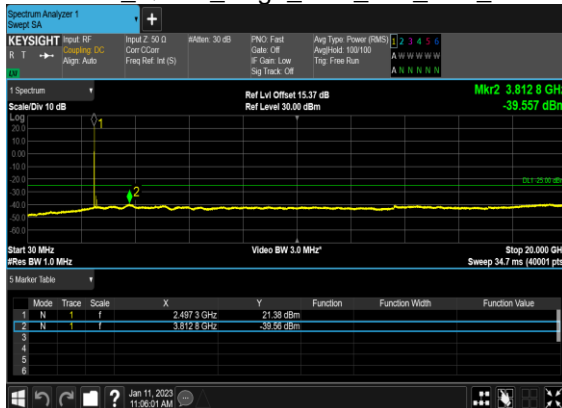 Spectrum Analyzer 1
Swept SA
+
KEYSIGHT Input: RF Input Z: 50 Ω #Atten: 30 dB PNO: Fast Avg Type: Power (RMS) 1 2 3 4 5 6
R T Coupling: DC Corr CCorr Gate: Off Avg|Hold: 100/100 A W W W W W
Align: Auto Freq Ref: Int (S) IF Gain: Low Trig: Free Run
Sig Track: Off A N N N N N
1 Spectrum Ref Lvl Offset 15.37 dB Mkr2 3.812 8 GHz
Scale/Div 10 dB Ref Level 30.00 dBm -39.557 dBm
Log
20.0
10.0
0.00
-10.0
-20.0
-30.0
-40.0
-50.0
-60.0
1
2
DL1 -25.00 dBm
Start 30 MHz Video BW 3.0 MHz* Stop 20.000 GHz
#Res BW 1.0 MHz Sweep 34.7 ms (40001 pts)
5 Marker Table
Mode Trace Scale X Y Function Function Width Function Value
1 N 1 f 2.497 3 GHz 21.38 dBm
2 N 1 f 3.812 8 GHz -39.56 dBm
3
4
5
6
? Jan 11, 2023
11:06:01 AM